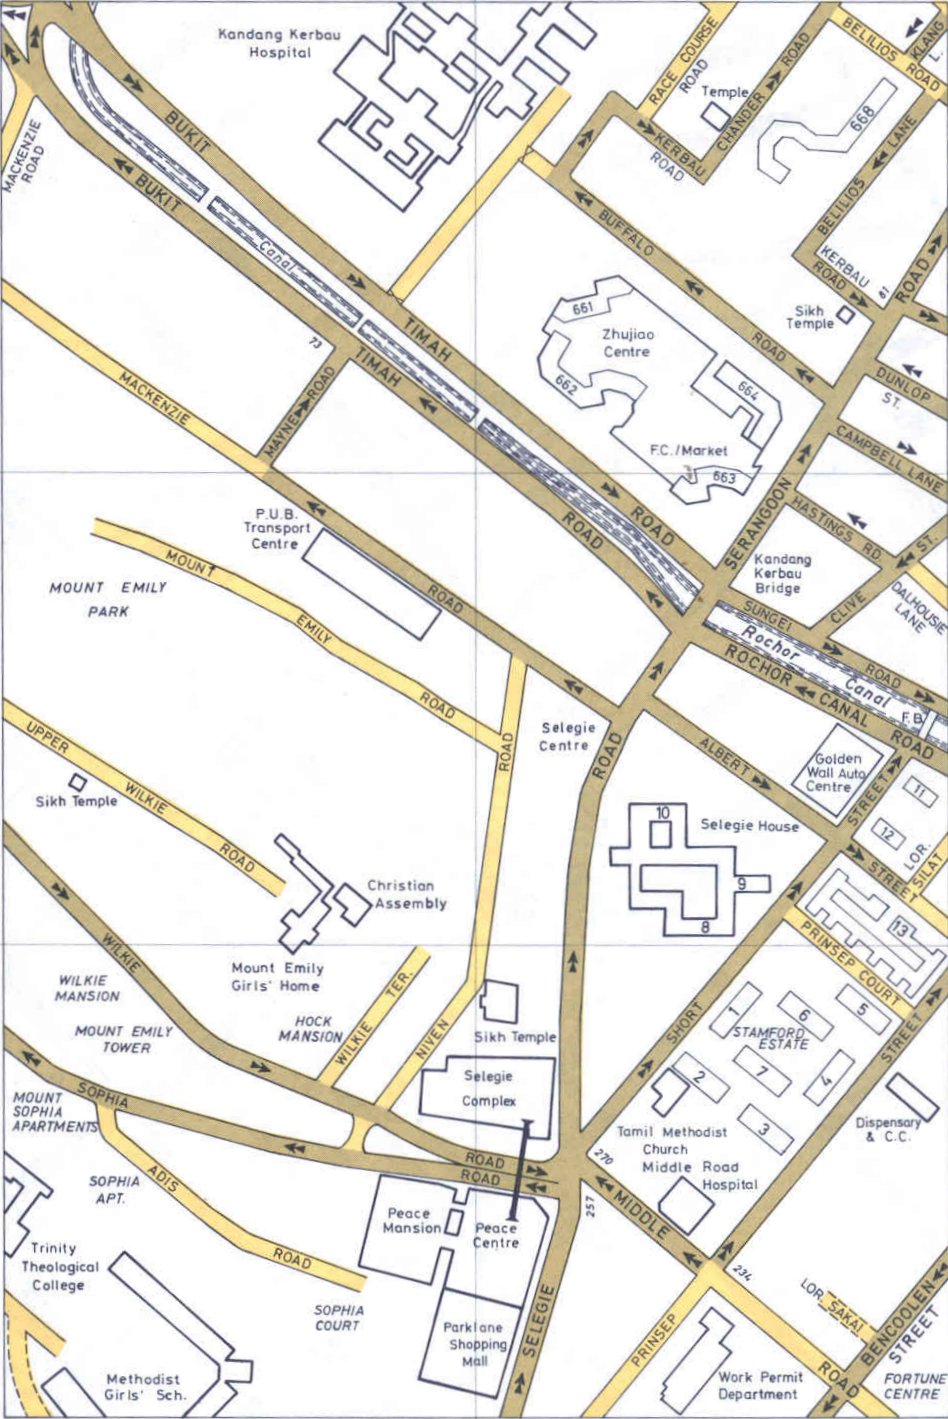 Kandang Kerbau
Hospital
BUKIT
BUKIT
MACKENZIE
ROAD
RACE COURSE
ROAD
Temple
CHANDER ROAD
KERBAU
ROAD
BELILIOS
ROAD
KLANG
L.
668
BELILIOS LANE
BUFFALO
ROAD
KERBAU
ROAD
81
ROAD
Sikh
Temple
Canal
TIMAH
TIMAH
73
661
Zhujiao
Centre
662
664
F.C./Market
663
DUNLOP
ST.
CAMPBELL LANE
HASTINGS RD
MACKENZIE
MAYNE ROAD
P.U.B.
Transport
Centre
ROAD
ROAD
ROAD
SERANGOON
Kandang
Kerbau
Bridge
CLIVE
ST.
DALHOUSIE
LANE
SUNGEI
ROAD
Rochor
Canal
ROCHOR
CANAL
ROAD
F.B.
MOUNT EMILY
PARK
MOUNT
EMILY
ROAD
Selegie
Centre
ROAD
ROAD
ALBERT
STREET
Golden
Wall Auto
Centre
STREET
11
12
LOR.
SILAT
UPPER
WILKIE
ROAD
Sikh Temple
10
Selegie House
9
8
Christian
Assembly
Mount Emily
Girls' Home
13
PRINSEP COURT
WILKIE
WILKIE
MANSION
MOUNT EMILY
TOWER
HOCK
MANSION
WILKIE TER.
NIVEN
Sikh Temple
SHORT
1
6
5
STAMFORD
ESTATE
2
7
4
3
STREET
Selegie
Complex
SOPHIA
MOUNT
SOPHIA
APARTMENTS
ROAD
ROAD
Tamil Methodist
Church
Middle Road
Hospital
Dispensary
& C.C.
270
257
MIDDLE
SOPHIA
APT.
ADIS
ROAD
Peace
Mansion
Peace
Centre
Trinity
Theological
College
SOPHIA
COURT
Parklane
Shopping
Mall
SELEGIE
234
PRINSEP
LOR. SAKAI
BENCOOLEN
STREET
Methodist
Girls' Sch.
Work Permit
Department
ROAD
FORTUNE
CENTRE